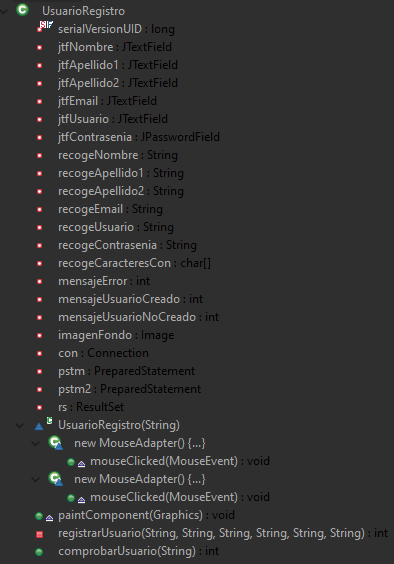 UsuarioRegistro
serialVersionUID : long
jtfNombre : JTextField
jtfApellido1 : JTextField
jtfApellido2 : JTextField
jtfEmail : JTextField
jtfUsuario : JTextField
jtfContrasenia : JPasswordField
recogeNombre : String
recogeApellido1 : String
recogeApellido2 : String
recogeEmail : String
recogeUsuario : String
recogeContrasenia : String
recogeCaracteresCon : char[]
mensajeError : int
mensajeUsuarioCreado : int
mensajeUsuarioNoCreado : int
imagenFondo : Image
con : Connection
pstm : PreparedStatement
pstm2 : PreparedStatement
rs : ResultSet
UsuarioRegistro(String)
new MouseAdapter() {...}
mouseClicked(MouseEvent) : void
new MouseAdapter() {...}
mouseClicked(MouseEvent) : void
paintComponent(Graphics) : void
registrarUsuario(String, String, String, String, String, String) : int
comprobarUsuario(String) : int